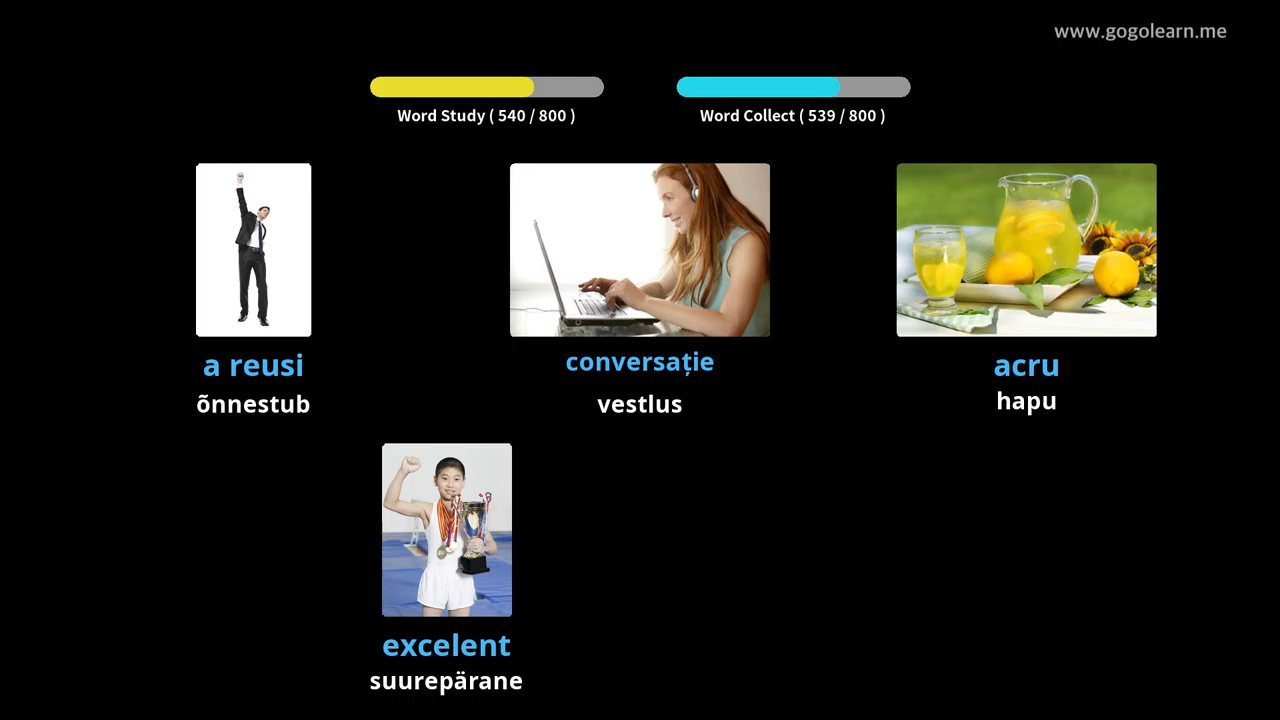 www.gogolearn.me
Word Study ( 540 / 800 )
Word Collect ( 539 / 800 )
a reusi
õnnestub
conversație
vestlus
acru
hapu
excelent
suurepärane